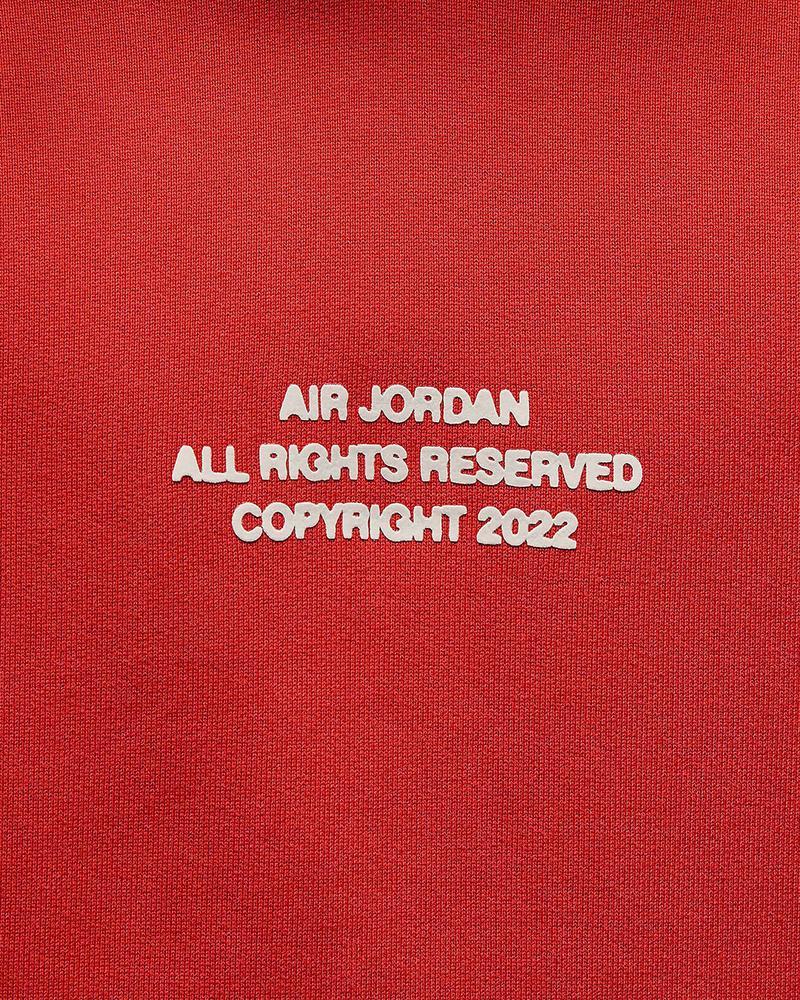 AIR JORDAN
ALL RIGHTS RESERVED
COPYRIGHT 2022